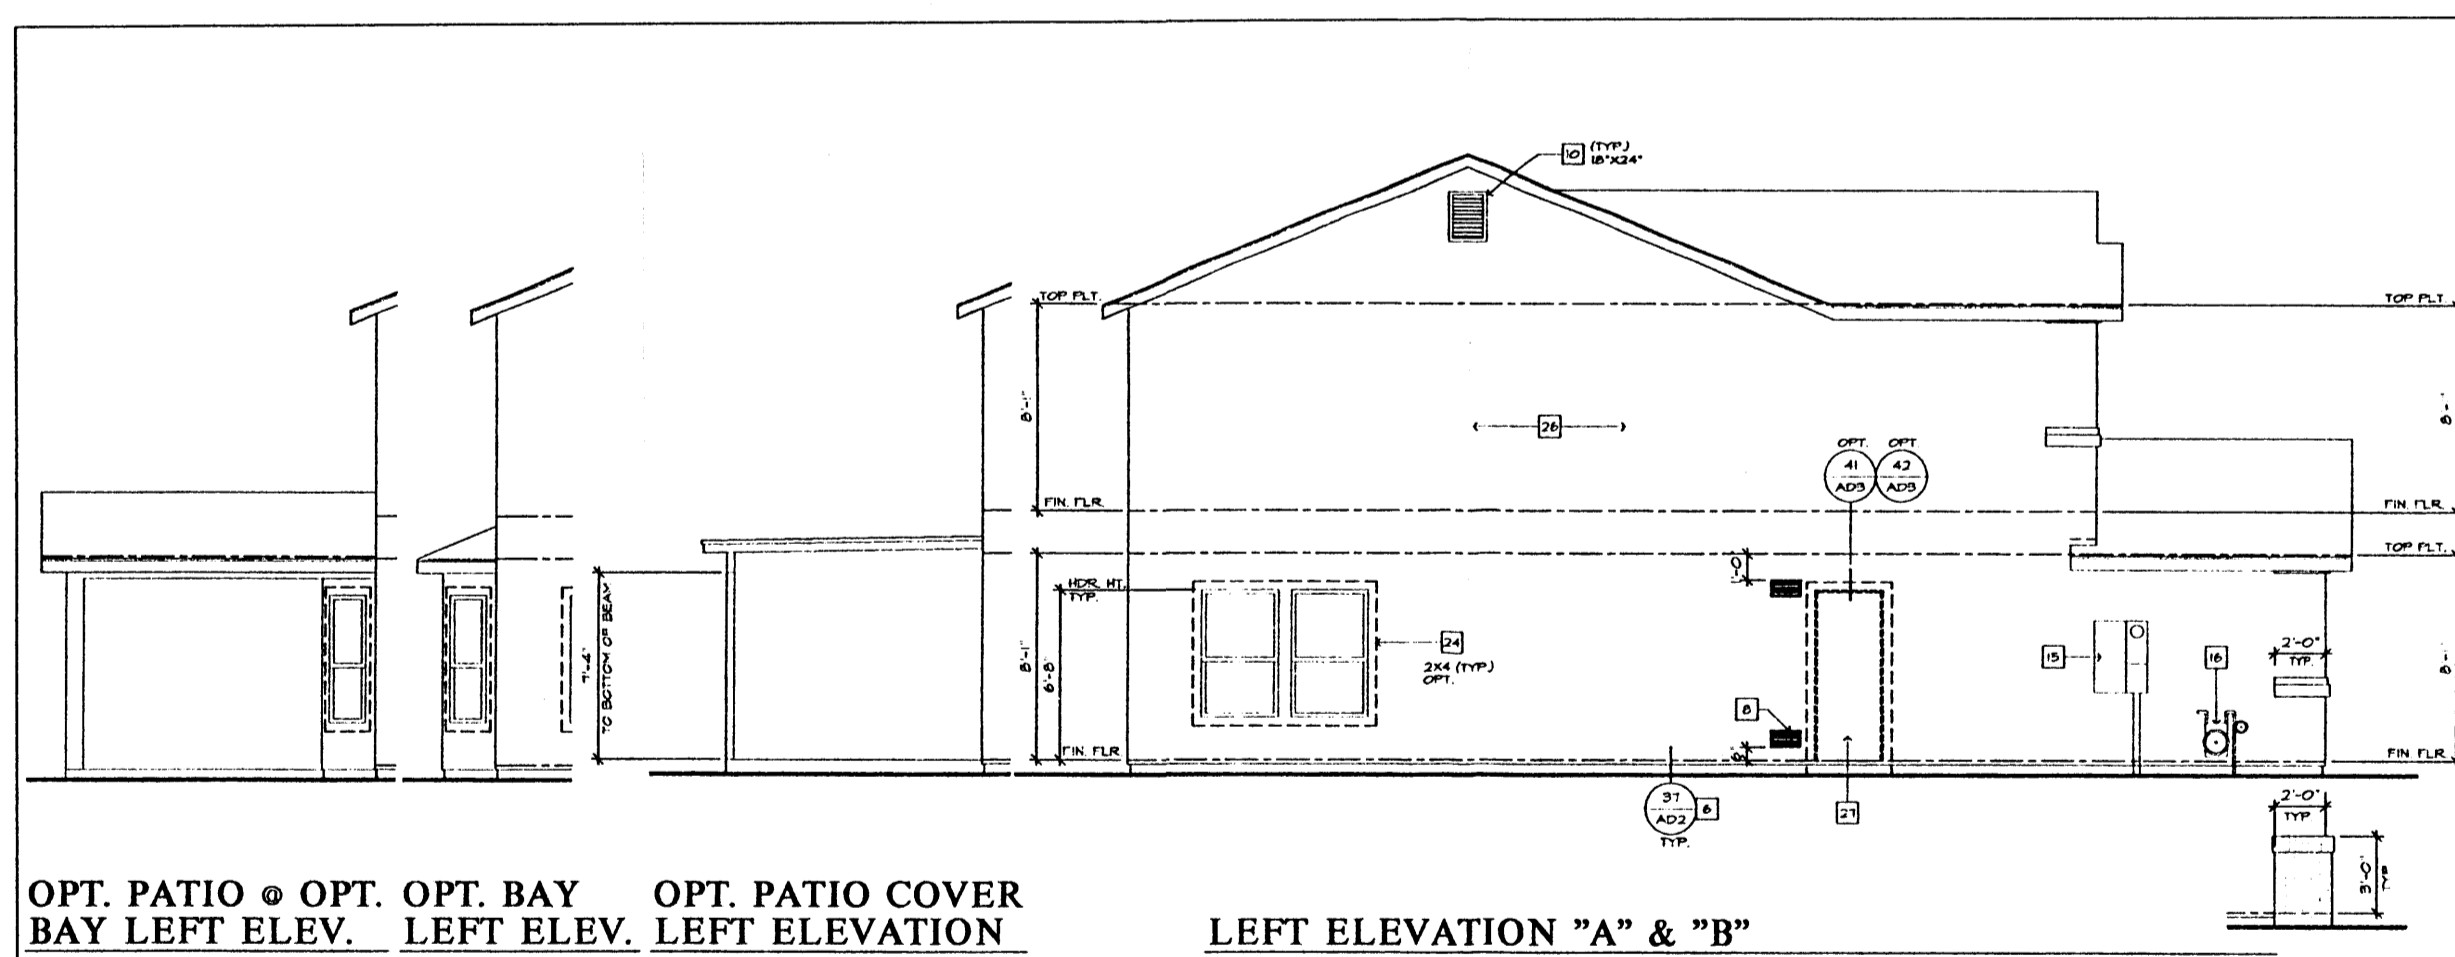 10 (TYP.)
18"X24"
TOP PLT.
TOP PLT.
8'-1"
26
OPT. OPT.
41 42
AD3 AD3
FIN. FLR.
FIN. FLR.
TOP PLT.
HDR. HT.
TYP.
7'-4"
TO BOTTOM OF BEAM
8'-1"
6'-8"
24
2X4 (TYP.)
OPT.
15
16
2'-0"
TYP.
8
FIN. FLR.
FIN. FLR.
37
AD2
6
TYP.
27
2'-0"
TYP
3'-0"
TYP
OPT. PATIO @ OPT.
BAY LEFT ELEV.
OPT. BAY
LEFT ELEV.
OPT. PATIO COVER
LEFT ELEVATION
LEFT ELEVATION "A" & "B"